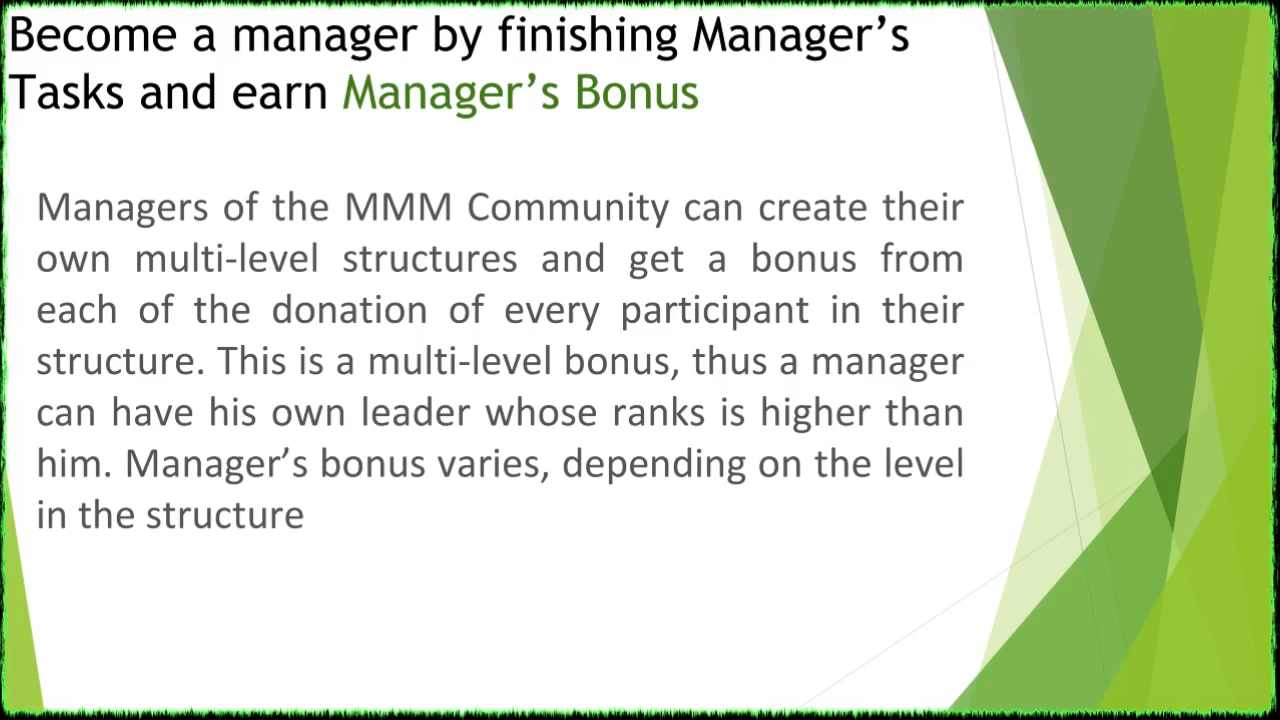 Become a manager by finishing Manager’s
Tasks and earn Manager’s Bonus
Managers of the MMM Community can create their
own multi-level structures and get a bonus from
each of the donation of every participant in their
structure. This is a multi-level bonus, thus a manager
can have his own leader whose ranks is higher than
him. Manager’s bonus varies, depending on the level
in the structure